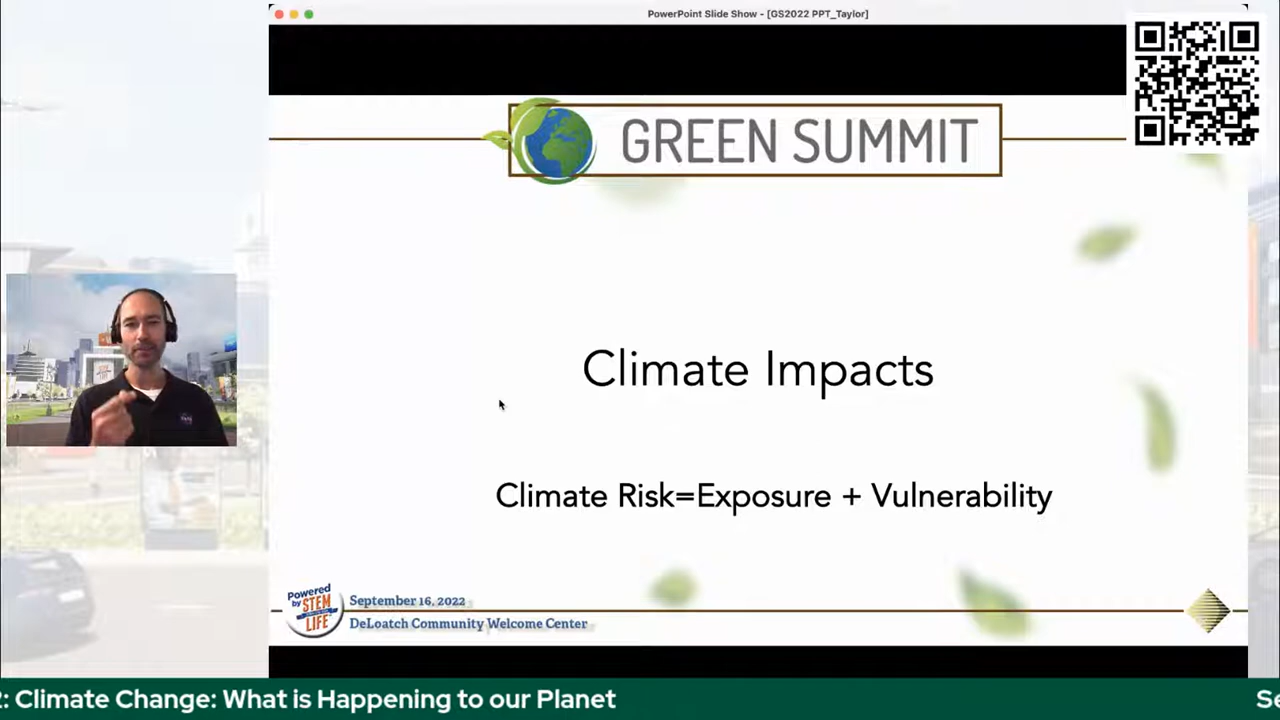 PowerPoint Slide Show - [GS2022 PPT_Taylor]
GREEN SUMMIT
Climate Impacts
Climate Risk=Exposure + Vulnerability
Powered
by STEM
LIFE
September 16, 2022
DeLoatch Community Welcome Center
: Climate Change: What is Happening to our Planet
Se